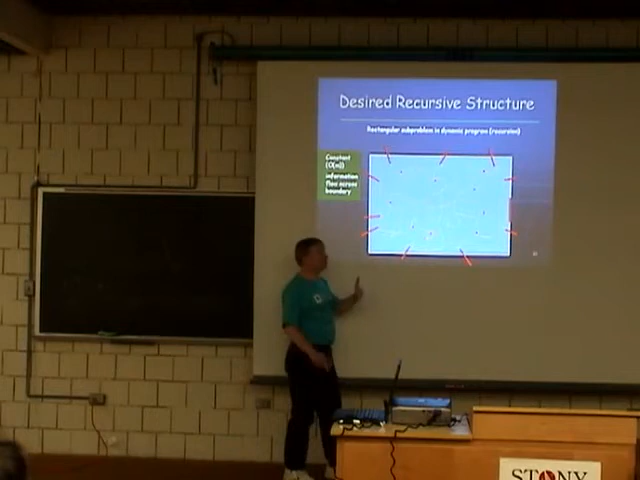 Desired Recursive Structure
Rectangular subproblem in dynamic program (recursion)
Constant
(O(m))
information
flow across
boundary
STONY